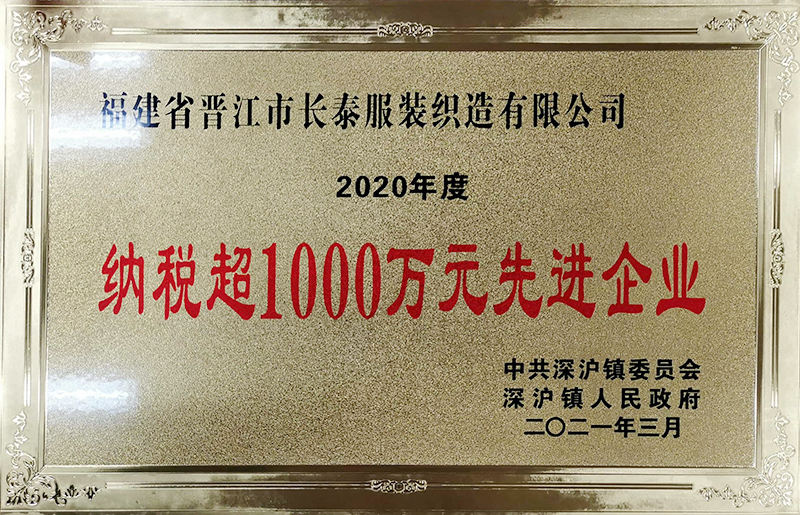 福建省晋江市长泰服装织造有限公司
2020年度
纳税超1000万元先进企业
中共深沪镇委员会
深沪镇人民政府
二〇二一年三月